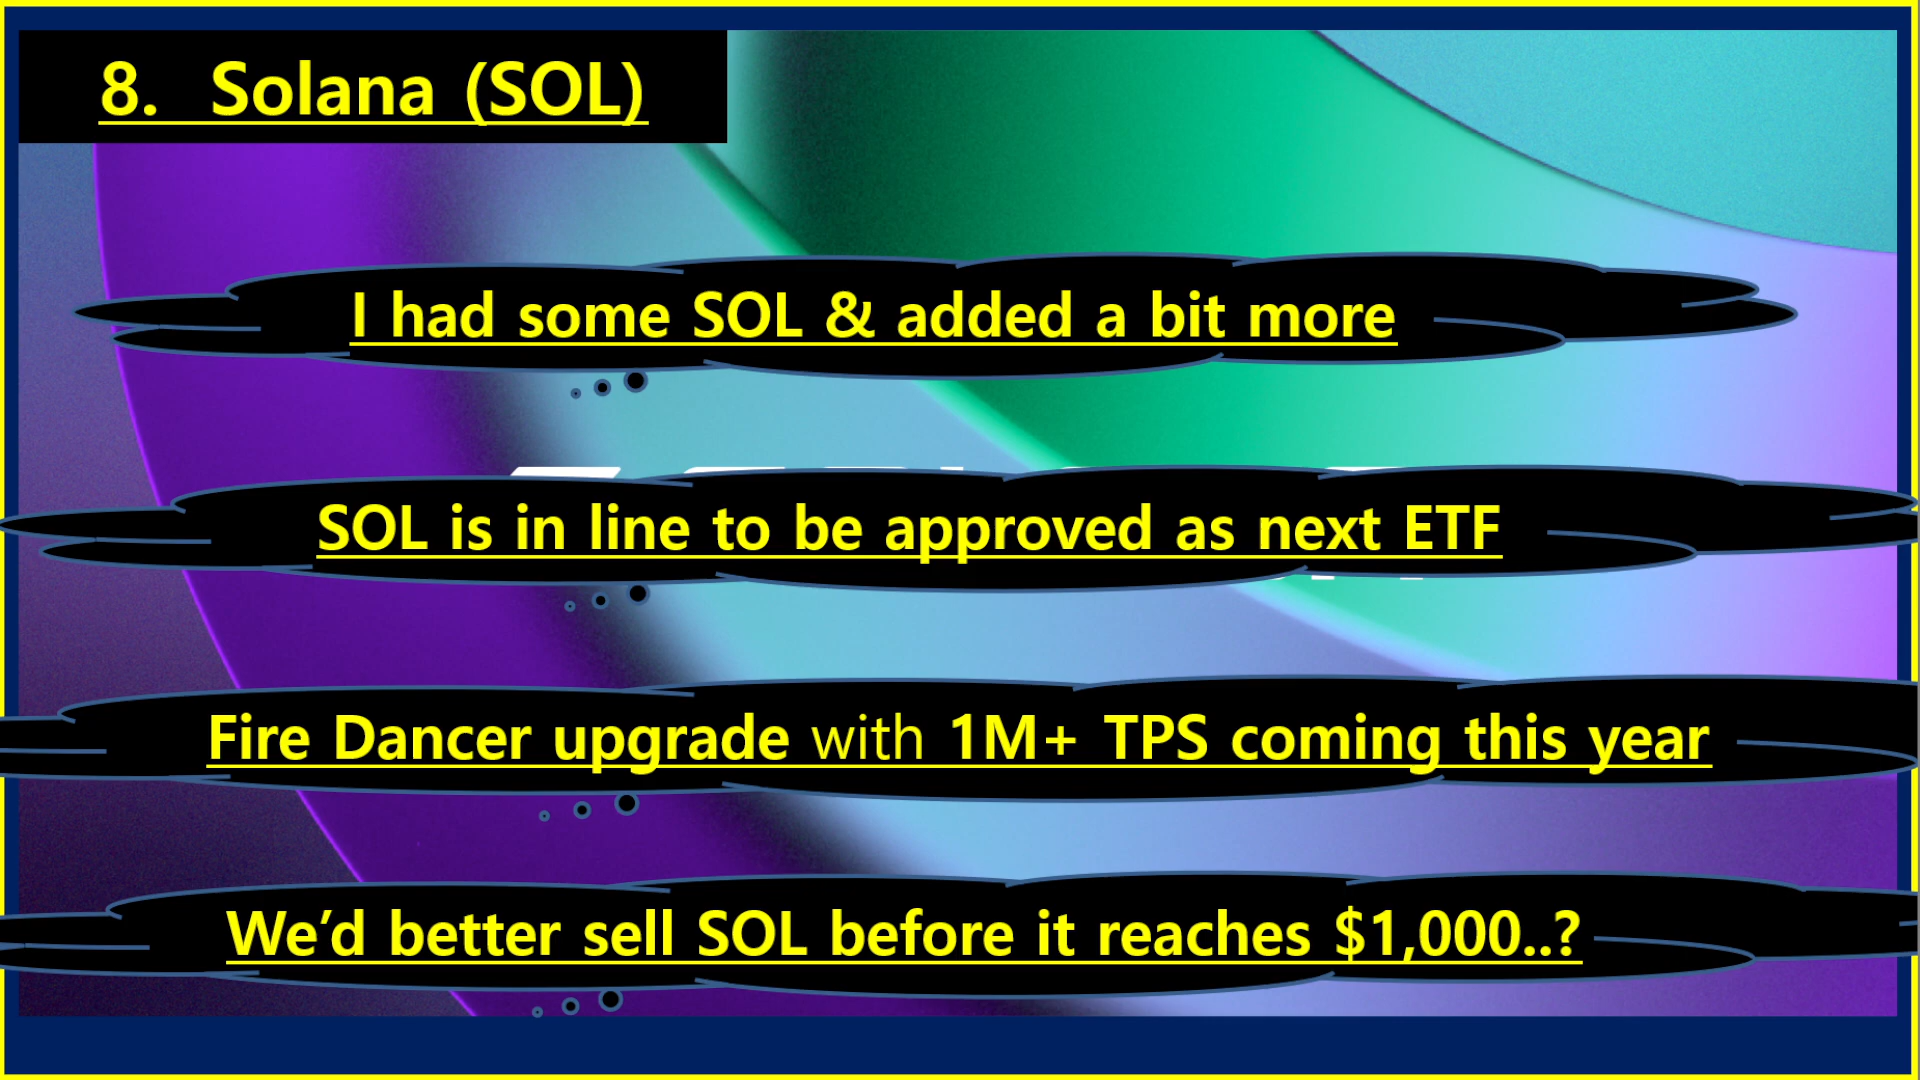 8. Solana (SOL)
I had some SOL & added a bit more
SOL is in line to be approved as next ETF
Fire Dancer upgrade with 1M+ TPS coming this year
We’d better sell SOL before it reaches $1,000..?